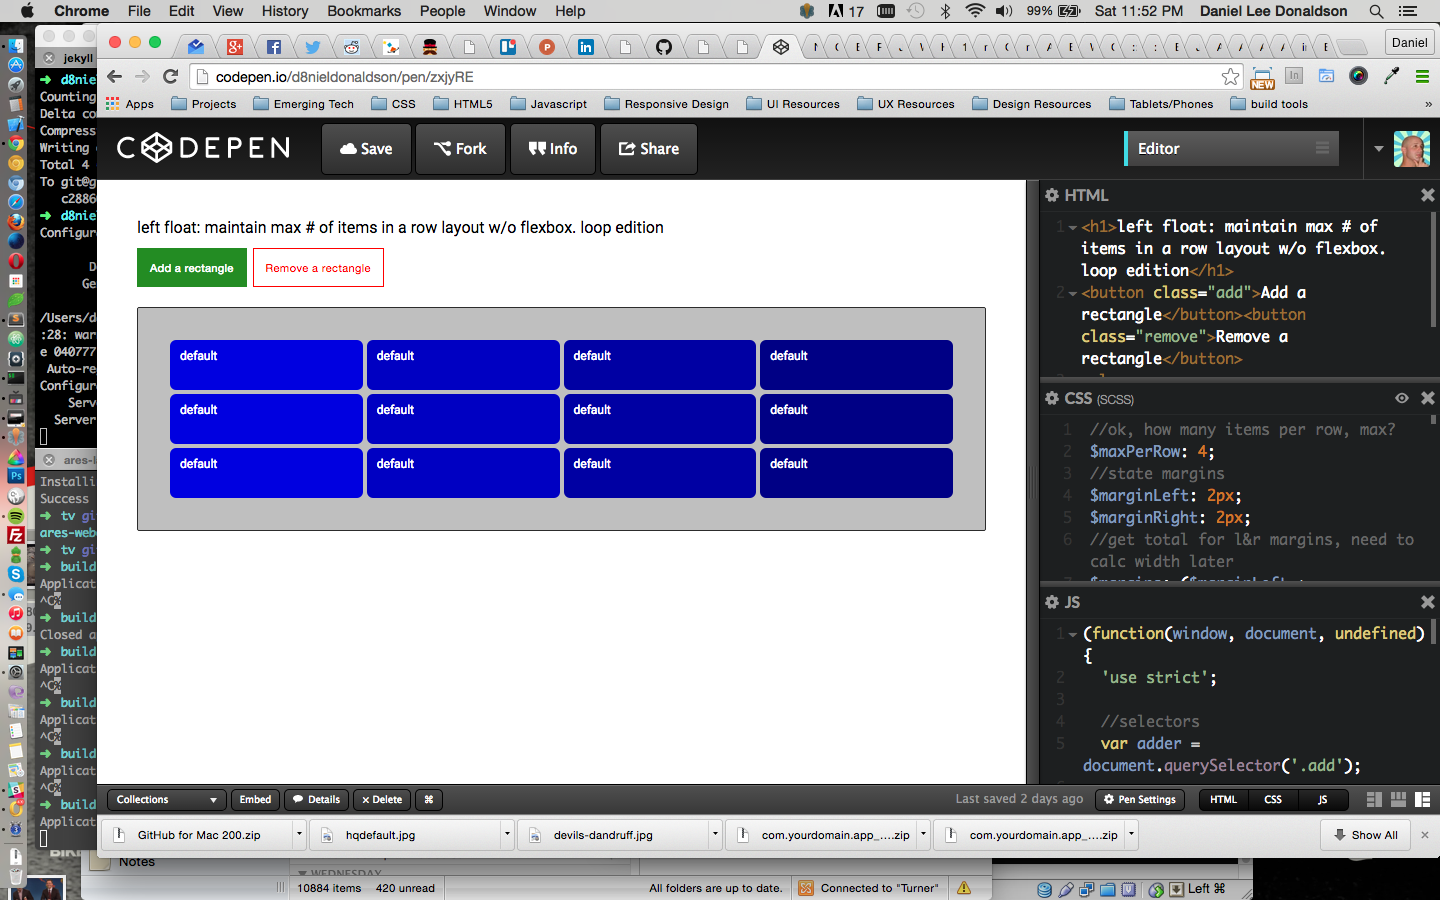 Chrome File Edit View History Bookmarks People Window Help
17 99% Sat 11:52 PM Daniel Lee Donaldson
jekyll
Daniel
codepen.io/d8nieldonaldson/pen/zxjyRE
NEW
Apps Projects Emerging Tech CSS HTML5 Javascript Responsive Design UI Resources UX Resources Design Resources Tablets/Phones build tools »
CODEPEN Save Fork Info Share Editor
left float: maintain max # of items in a row layout w/o flexbox. loop edition
Add a rectangle Remove a rectangle
default default default default
default default default default
default default default default
HTML
1 <h1>left float: maintain max # of
items in a row layout w/o flexbox.
loop edition</h1>
2 <button class="add">Add a
rectangle</button><button
class="remove">Remove a
rectangle</button>
CSS (SCSS)
1 //ok, how many items per row, max?
2 $maxPerRow: 4;
3 //state margins
4 $marginLeft: 2px;
5 $marginRight: 2px;
6 //get total for l&r margins, need to
calc width later
JS
1 (function(window, document, undefined)
{
2 'use strict';
3
4 //selectors
5 var adder =
document.querySelector('.add');
➜ d8nie
Counting
Delta co
Compress
Writing
Total 4
To git@g
c2886
➜ d8nie
Configur
D
Ge
/Users/d
:28: war
e 040777
Auto-re
Configur
Serv
Server
ares-l
Installi
Success
➜ tv gi
ares-web
➜ tv gi
➜ build
Applicat
^C%
➜ build
Closed a
➜ build
Applicat
^C%
➜ build
Applicat
^C%
➜ build
Applicat
^C%
➜ build
Applicat
Collections Embed Details × Delete ⌘ Last saved 2 days ago Pen Settings HTML CSS JS
GitHub for Mac 200.zip hqdefault.jpg devils-dandruff.jpg com.yourdomain.app_....zip com.yourdomain.app_....zip Show All
Notes
WEDNESDAY
10884 items 420 unread All folders are up to date. Connected to "Turner" Left ⌘